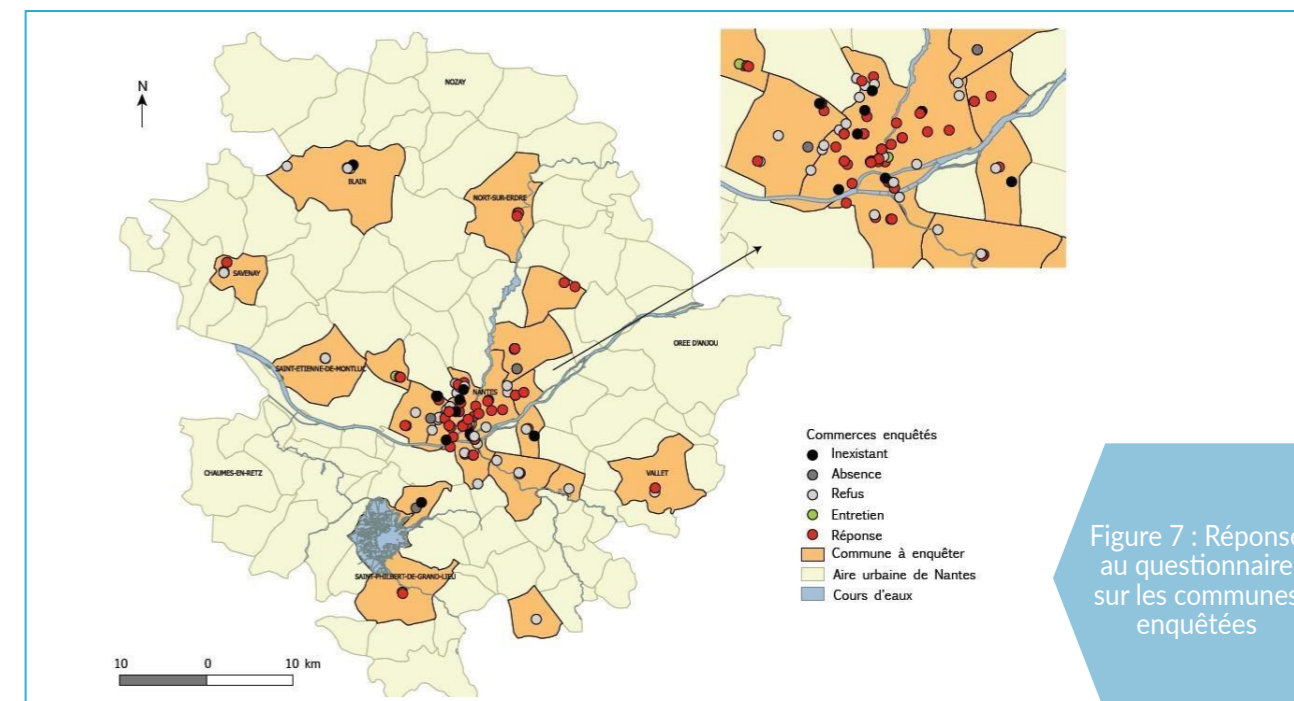 N
NOZAY
BLAIN
NORT-SUR-ERDRE
SAVENAY
OREE D'ANJOU
SAINT-ETIENNE-DE-MONTLUC
NANTES
CHAUMES-EN-RETZ
VALLET
SAINT-PHILBERT-DE-GRAND-LIEU
Commerces enquêtés
Inexistant
Absence
Refus
Entretien
Réponse
Commune à enquêter
Aire urbaine de Nantes
Cours d'eaux
10 0 10 km
Figure 7 : Réponse
au questionnaire
sur les communes
enquêtées